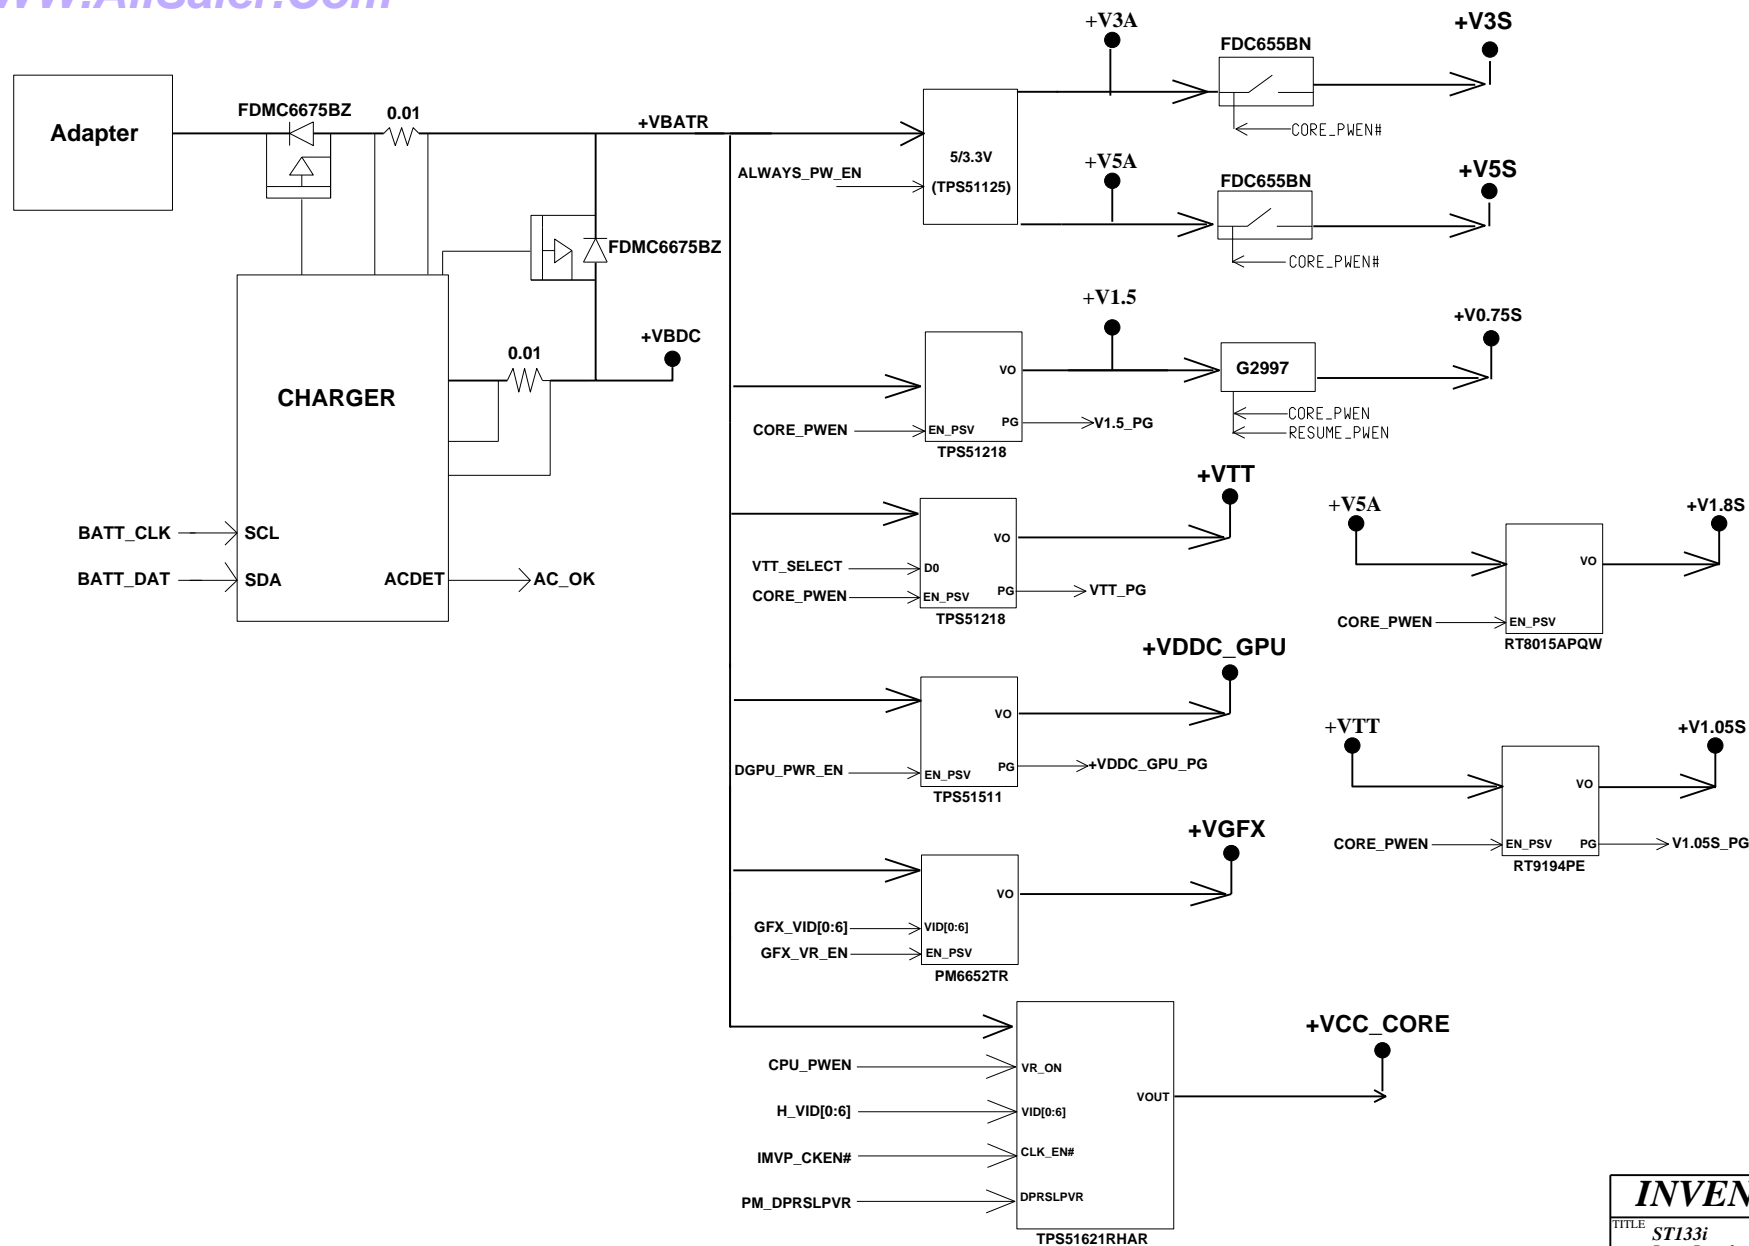 www.AllSaler.Com
+V3A
+V3S
FDC655BN
Adapter
FDMC6675BZ
0.01
+VBATR
CORE_PWEN#
5/3.3V
(TPS51125)
ALWAYS_PW_EN
+V5A
FDC655BN
+V5S
FDMC6675BZ
CORE_PWEN#
+V1.5
+V0.75S
+VBDC
0.01
CHARGER
VO
G2997
CORE_PWEN
EN_PSV
PG
V1.5_PG
CORE_PWEN
RESUME_PWEN
TPS51218
+VTT
+V5A
+V1.8S
BATT_CLK
SCL
VO
VO
VTT_SELECT
D0
BATT_DAT
SDA
ACDET
AC_OK
CORE_PWEN
EN_PSV
PG
VTT_PG
TPS51218
CORE_PWEN
EN_PSV
RT8015APQW
+VDDC_GPU
VO
+VTT
+V1.05S
DGPU_PWR_EN
EN_PSV
PG
+VDDC_GPU_PG
TPS51511
VO
+VGFX
CORE_PWEN
EN_PSV
PG
V1.05S_PG
RT9194PE
VO
GFX_VID[0:6]
VID[0:6]
GFX_VR_EN
EN_PSV
PM6652TR
+VCC_CORE
CPU_PWEN
VR_ON
VOUT
H_VID[0:6]
VID[0:6]
IMVP_CKEN#
CLK_EN#
PM_DPRSLPVR
DPRSLPVR
TPS51621RHAR
INVEN
TITLE
ST133i